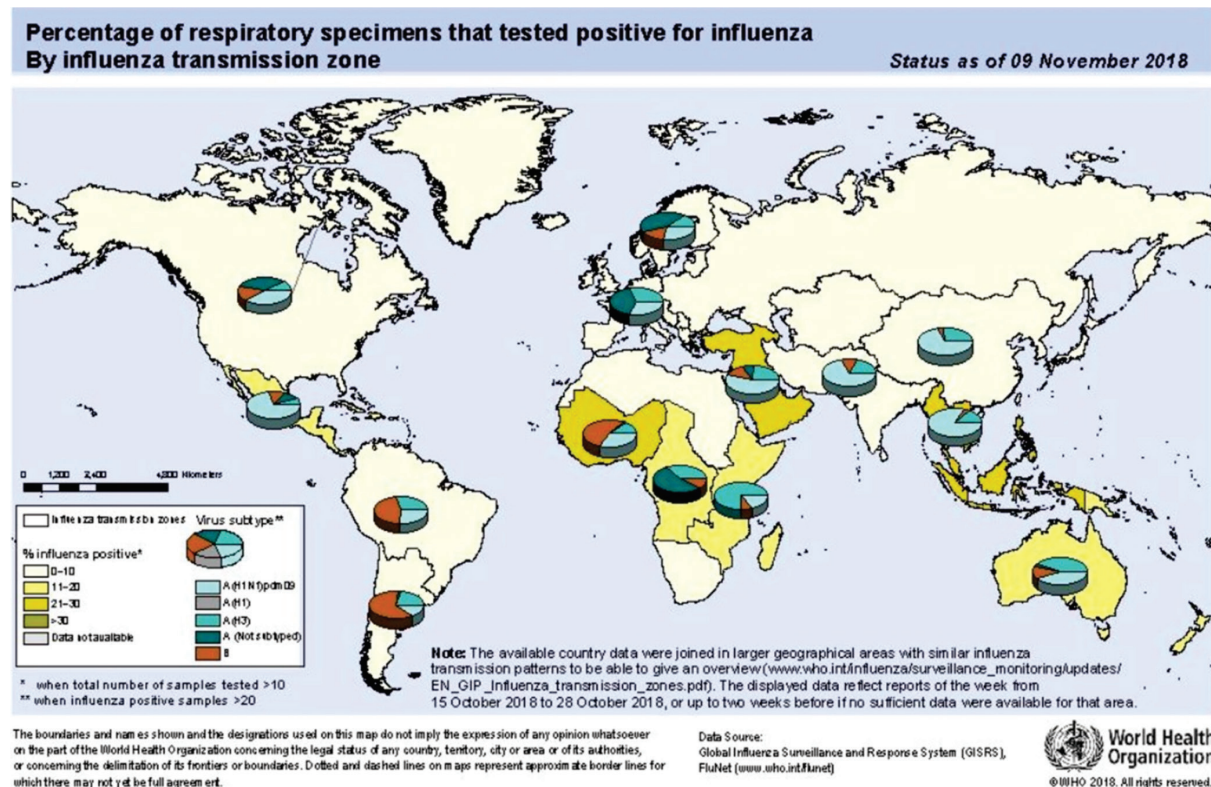 Percentage of respiratory specimens that tested positive for influenza
By influenza transmission zone
Status as of 09 November 2018
0 1,200 2,400 4,800 Kilometers
Influenza transmission zones
Virus subtype**
% influenza positive*
0-10
11-20
21-30
>30
Data not available
A(H1N1)pdm09
A(H1)
A(H3)
A (Not subtyped)
B
* when total number of samples tested >10
** when influenza positive samples >20
Note: The available country data were joined in larger geographical areas with similar influenza
transmission patterns to be able to give an overview (www.who.int/influenza/surveillance_monitoring/updates/
EN_GIP_Influenza_transmission_zones.pdf). The displayed data reflect reports of the week from
15 October 2018 to 28 October 2018, or up to two weeks before if no sufficient data were available for that area.
The boundaries and names shown and the designations used on this map do not imply the expression of any opinion whatsoever
on the part of the World Health Organization concerning the legal status of any country, territory, city or area or of its authorities,
or concerning the delimitation of its frontiers or boundaries. Dotted and dashed lines on maps represent approximate border lines for
which there may not yet be full agreement.
Data Source:
Global Influenza Surveillance and Response System (GISRS),
FluNet (www.who.int/flunet)
World Health
Organization
©WHO 2018. All rights reserved.